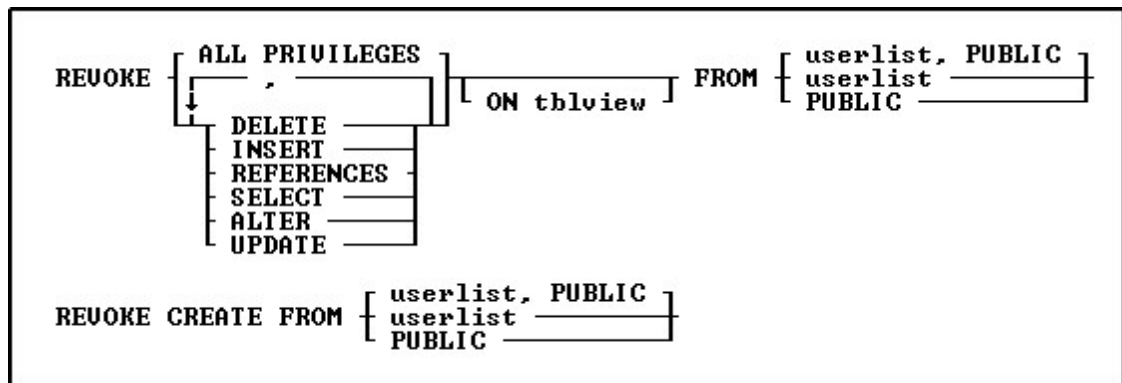 ALL PRIVILEGES userlist, PUBLIC
REVOKE , FROM userlist
ON tblview PUBLIC
DELETE
INSERT
REFERENCES
SELECT
ALTER
UPDATE
userlist, PUBLIC
REVOKE CREATE FROM userlist
PUBLIC